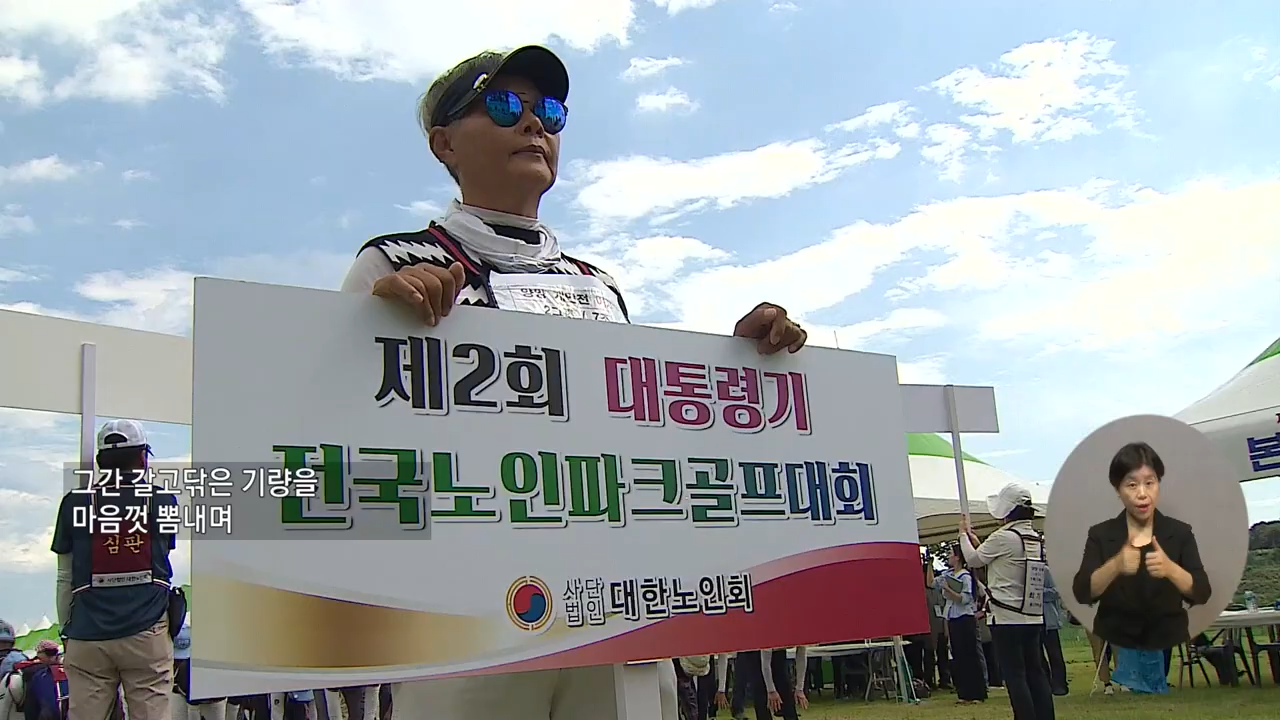 제2회 대통령기
전국노인파크골프대회
사단법인 대한노인회
그간 갈고닦은 기량을
마음껏 뽐내며
심판
본